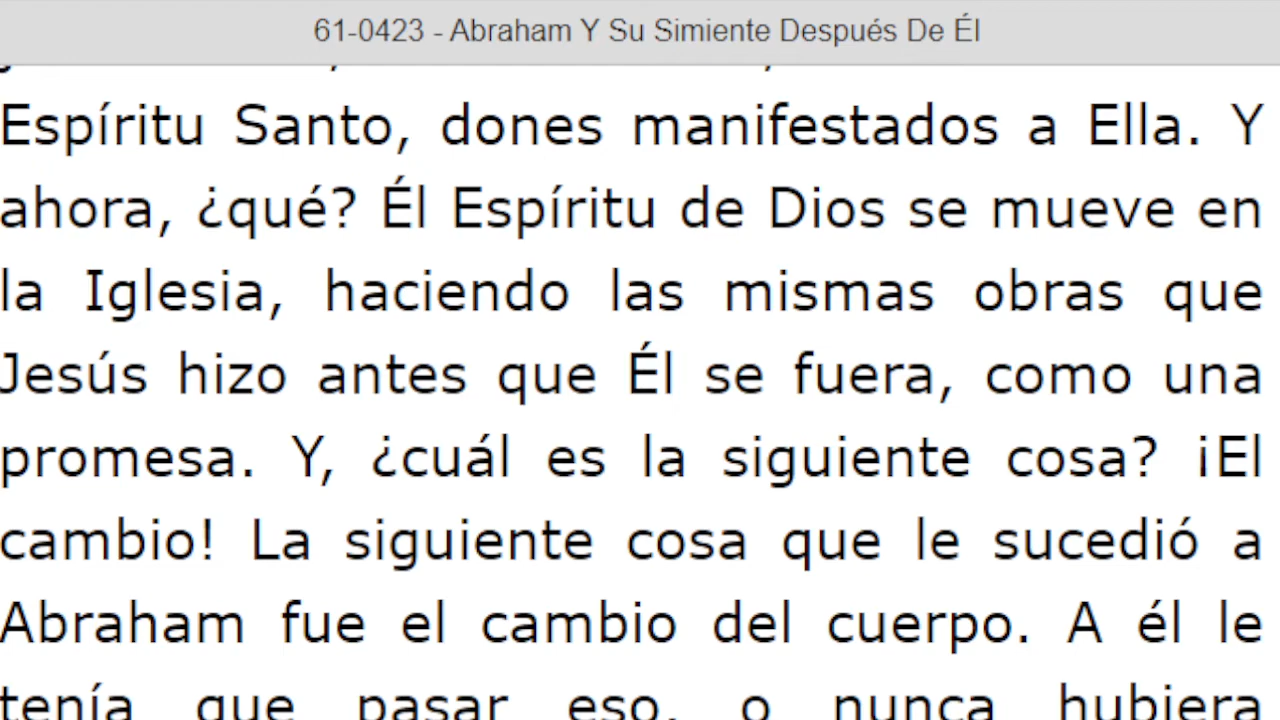 61-0423 - Abraham Y Su Simiente Después De Él
Espíritu Santo, dones manifestados a Ella. Y
ahora, ¿qué? Él Espíritu de Dios se mueve en
la Iglesia, haciendo las mismas obras que
Jesús hizo antes que Él se fuera, como una
promesa. Y, ¿cuál es la siguiente cosa? ¡El
cambio! La siguiente cosa que le sucedió a
Abraham fue el cambio del cuerpo. A él le
tenía que pasar eso, o nunca hubiera